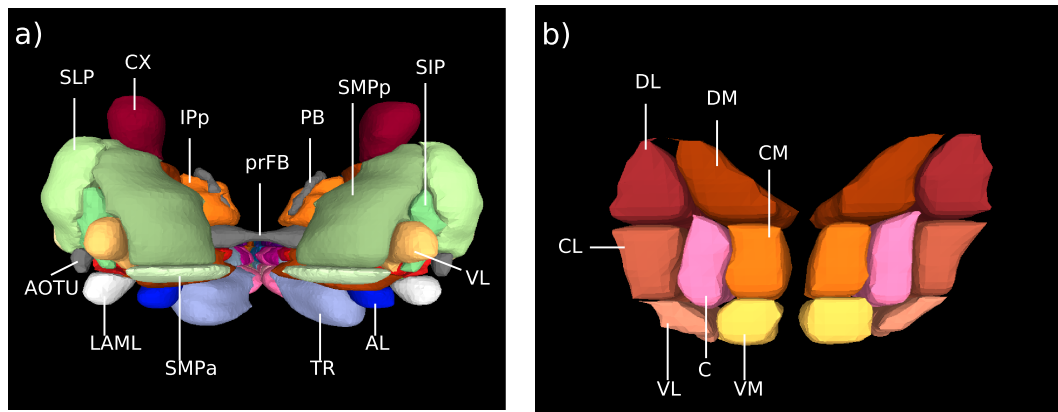 a)
CX
SLP
SIP
SMPp
IPp
PB
prFB
AOTU
VL
LAML
AL
SMPa
TR
b)
DL
DM
CM
CL
C
VL
VM